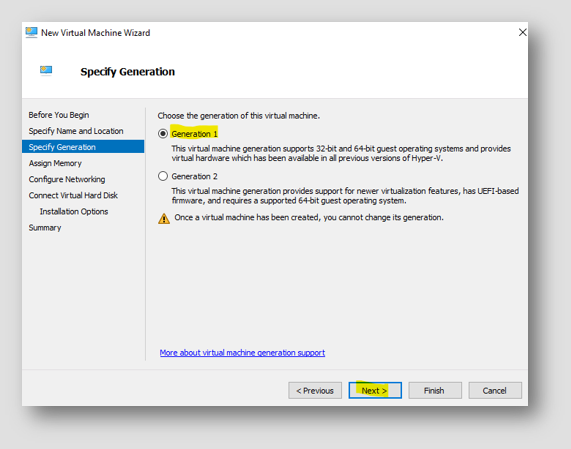 New Virtual Machine Wizard
Specify Generation
Before You Begin
Specify Name and Location
Specify Generation
Assign Memory
Configure Networking
Connect Virtual Hard Disk
Installation Options
Summary
Choose the generation of this virtual machine.
Generation 1
This virtual machine generation supports 32-bit and 64-bit guest operating systems and provides
virtual hardware which has been available in all previous versions of Hyper-V.
Generation 2
This virtual machine generation provides support for newer virtualization features, has UEFI-based
firmware, and requires a supported 64-bit guest operating system.
Once a virtual machine has been created, you cannot change its generation.
More about virtual machine generation support
< Previous
Next >
Finish
Cancel